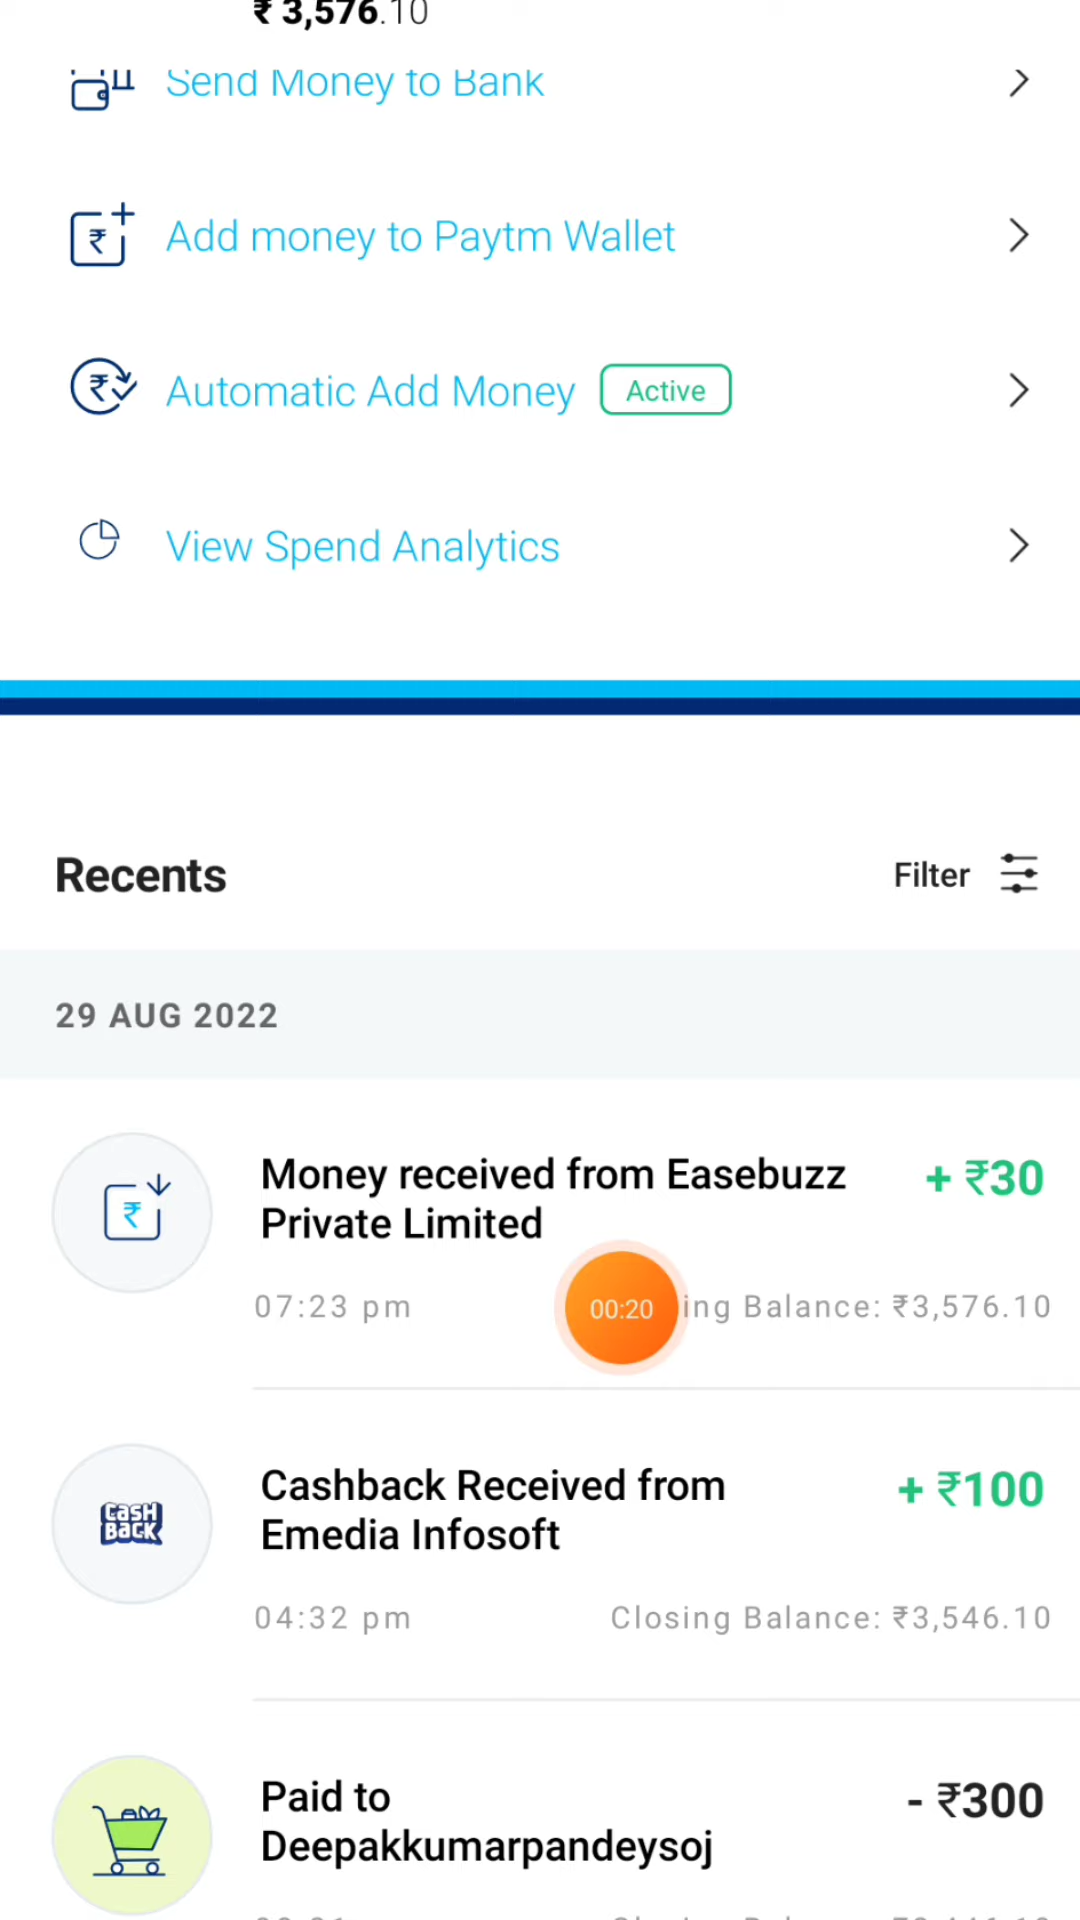 ₹ 3,576.10
Send Money to Bank
₹
Add money to Paytm Wallet
₹
Automatic Add Money Active
View Spend Analytics
Recents Filter
29 AUG 2022
₹
Money received from Easebuzz + ₹30
Private Limited
07:23 pm 00:20 ing Balance: ₹3,576.10
CASH
BACK
Cashback Received from + ₹100
Emedia Infosoft
04:32 pm Closing Balance: ₹3,546.10
Paid to - ₹300
Deepakkumarpandeysoj